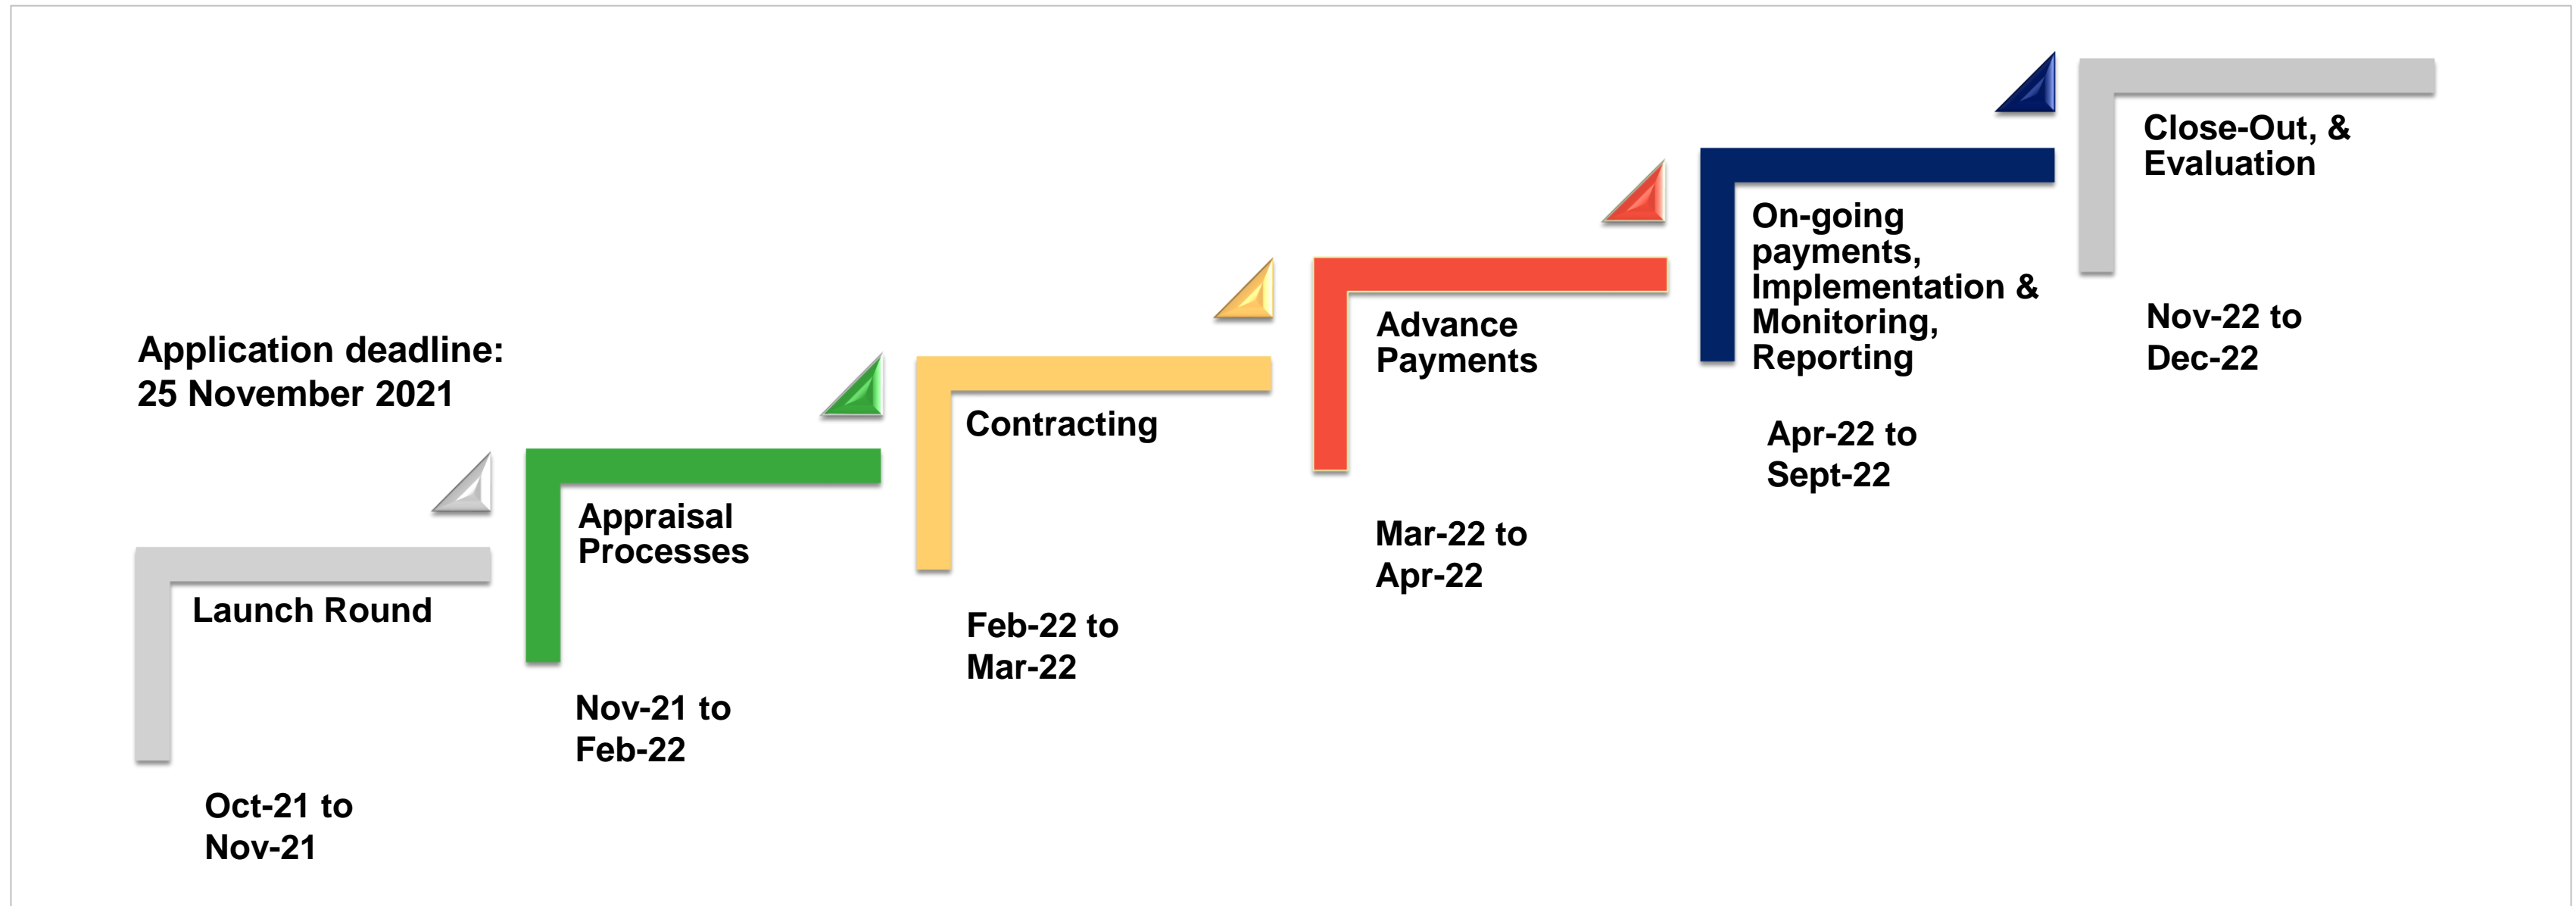 Application deadline:
25 November 2021
Launch Round
Oct-21 to
Nov-21
Appraisal
Processes
Nov-21 to
Feb-22
Contracting
Feb-22 to
Mar-22
Advance
Payments
Mar-22 to
Apr-22
On-going
payments,
Implementation &
Monitoring,
Reporting
Apr-22 to
Sept-22
Close-Out, &
Evaluation
Nov-22 to
Dec-22